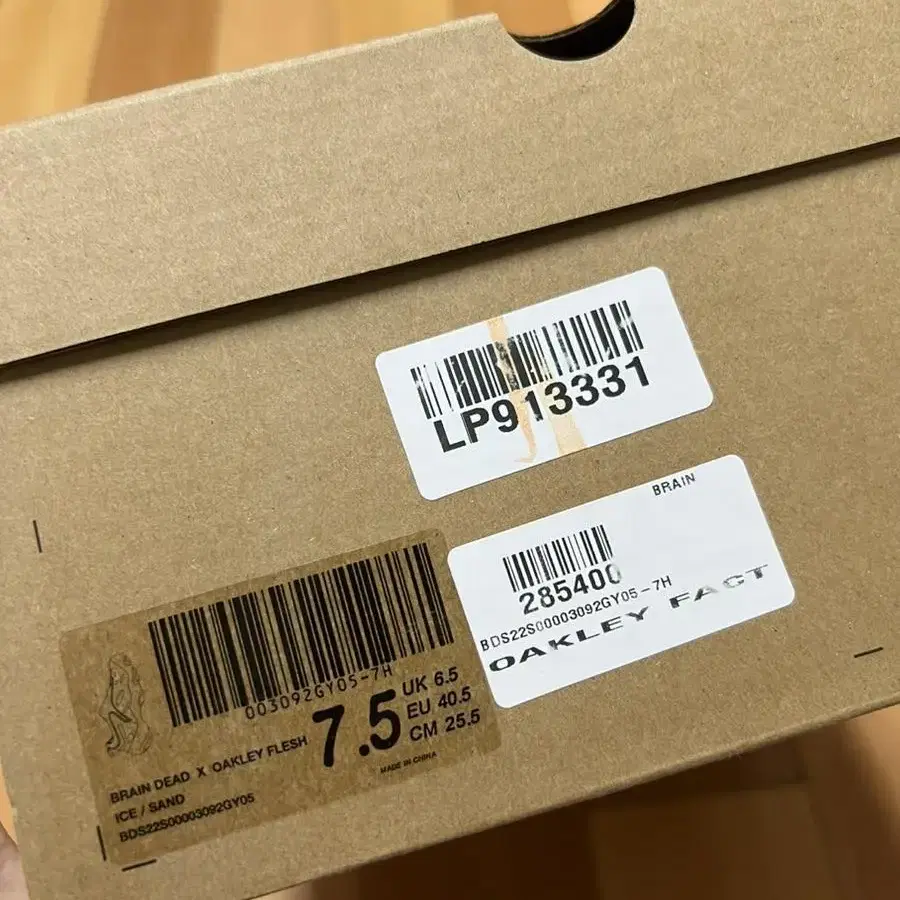 LP913331
BRAIN
285400
BDS22S00003092GY05-7H
OAKLEY FACT
003092GY05-7H
7.5
UK 6.5
EU 40.5
CM 25.5
MADE IN CHINA
BRAIN DEAD X OAKLEY FLESH
ICE / SAND
BDS22S00003092GY05